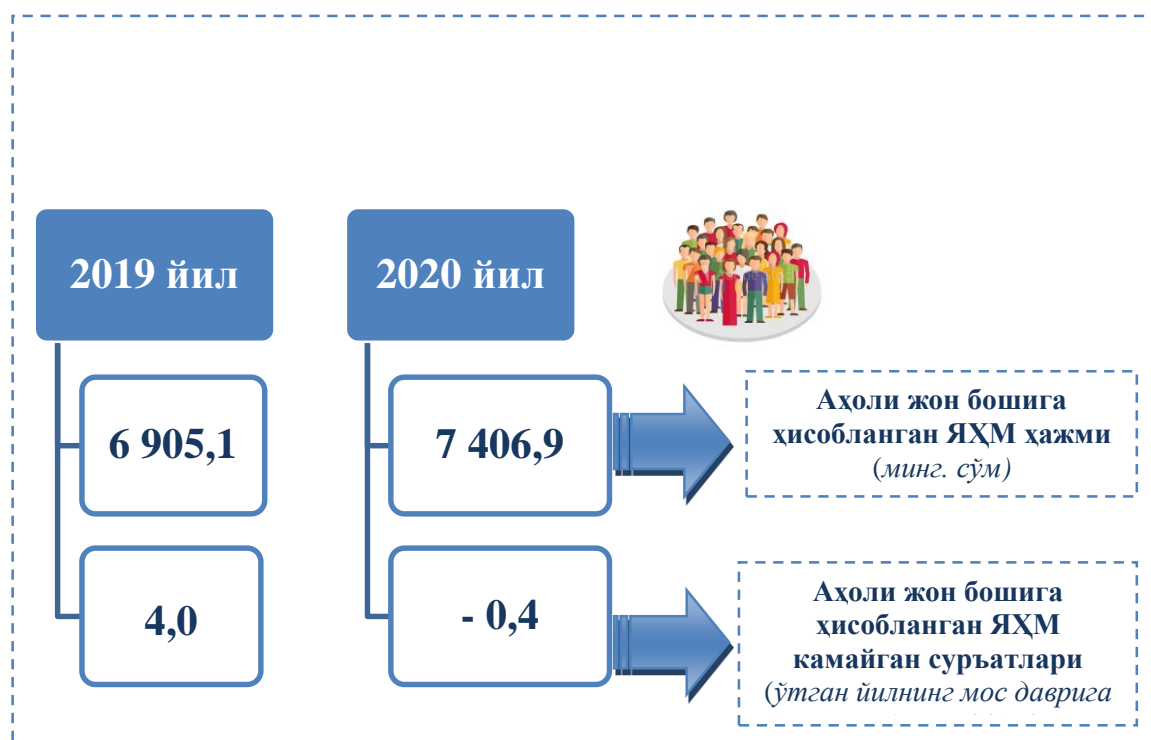 2019 йил
2020 йил
6 905,1
7 406,9
Аҳоли жон бошига
ҳисобланган ЯҲМ ҳажми
(минг. сўм)
4,0
- 0,4
Аҳоли жон бошига
ҳисобланган ЯҲМ
камайган суръатлари
(ўтган йилнинг мос даврига